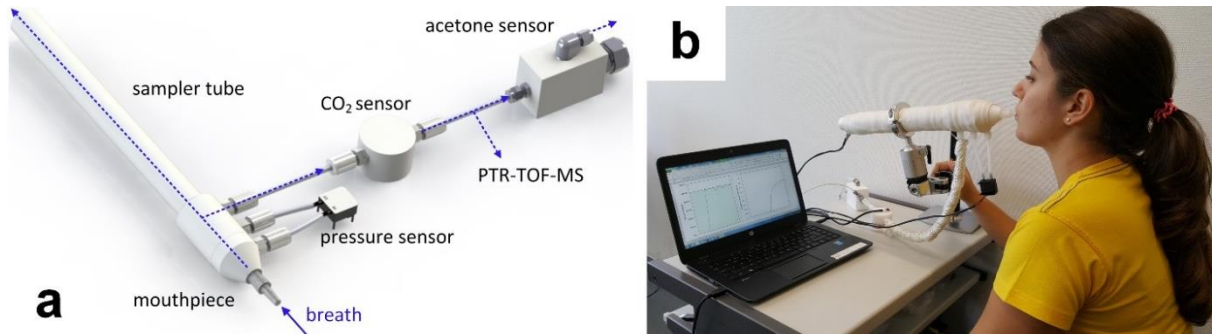 acetone sensor
sampler tube
CO₂ sensor
PTR-TOF-MS
pressure sensor
mouthpiece
breath
a
b